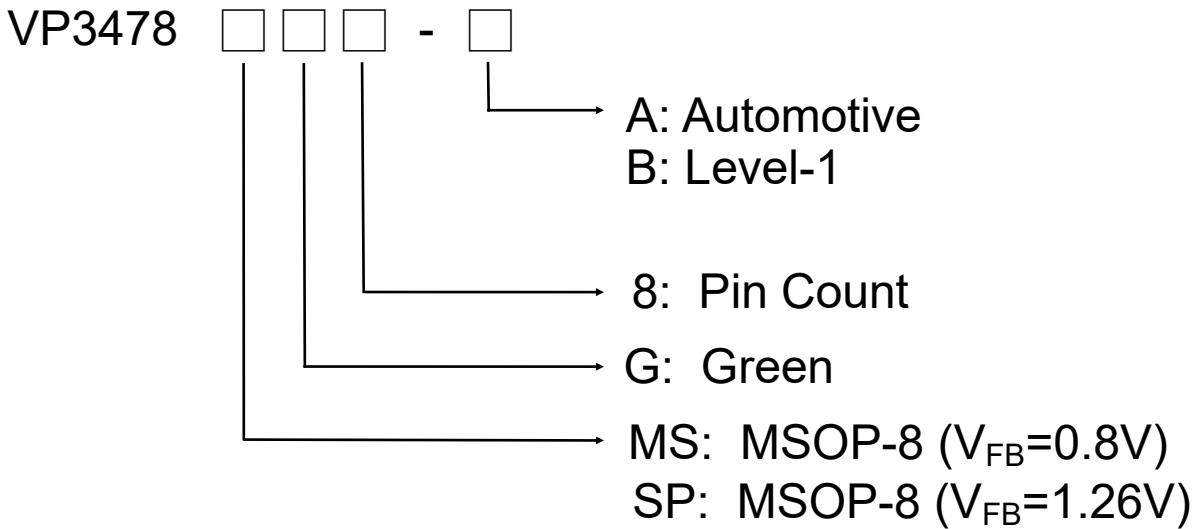 VP3478 □ □ □ - □
A: Automotive
B: Level-1
8: Pin Count
G: Green
MS: MSOP-8 (VFB=0.8V)
SP: MSOP-8 (VFB=1.26V)